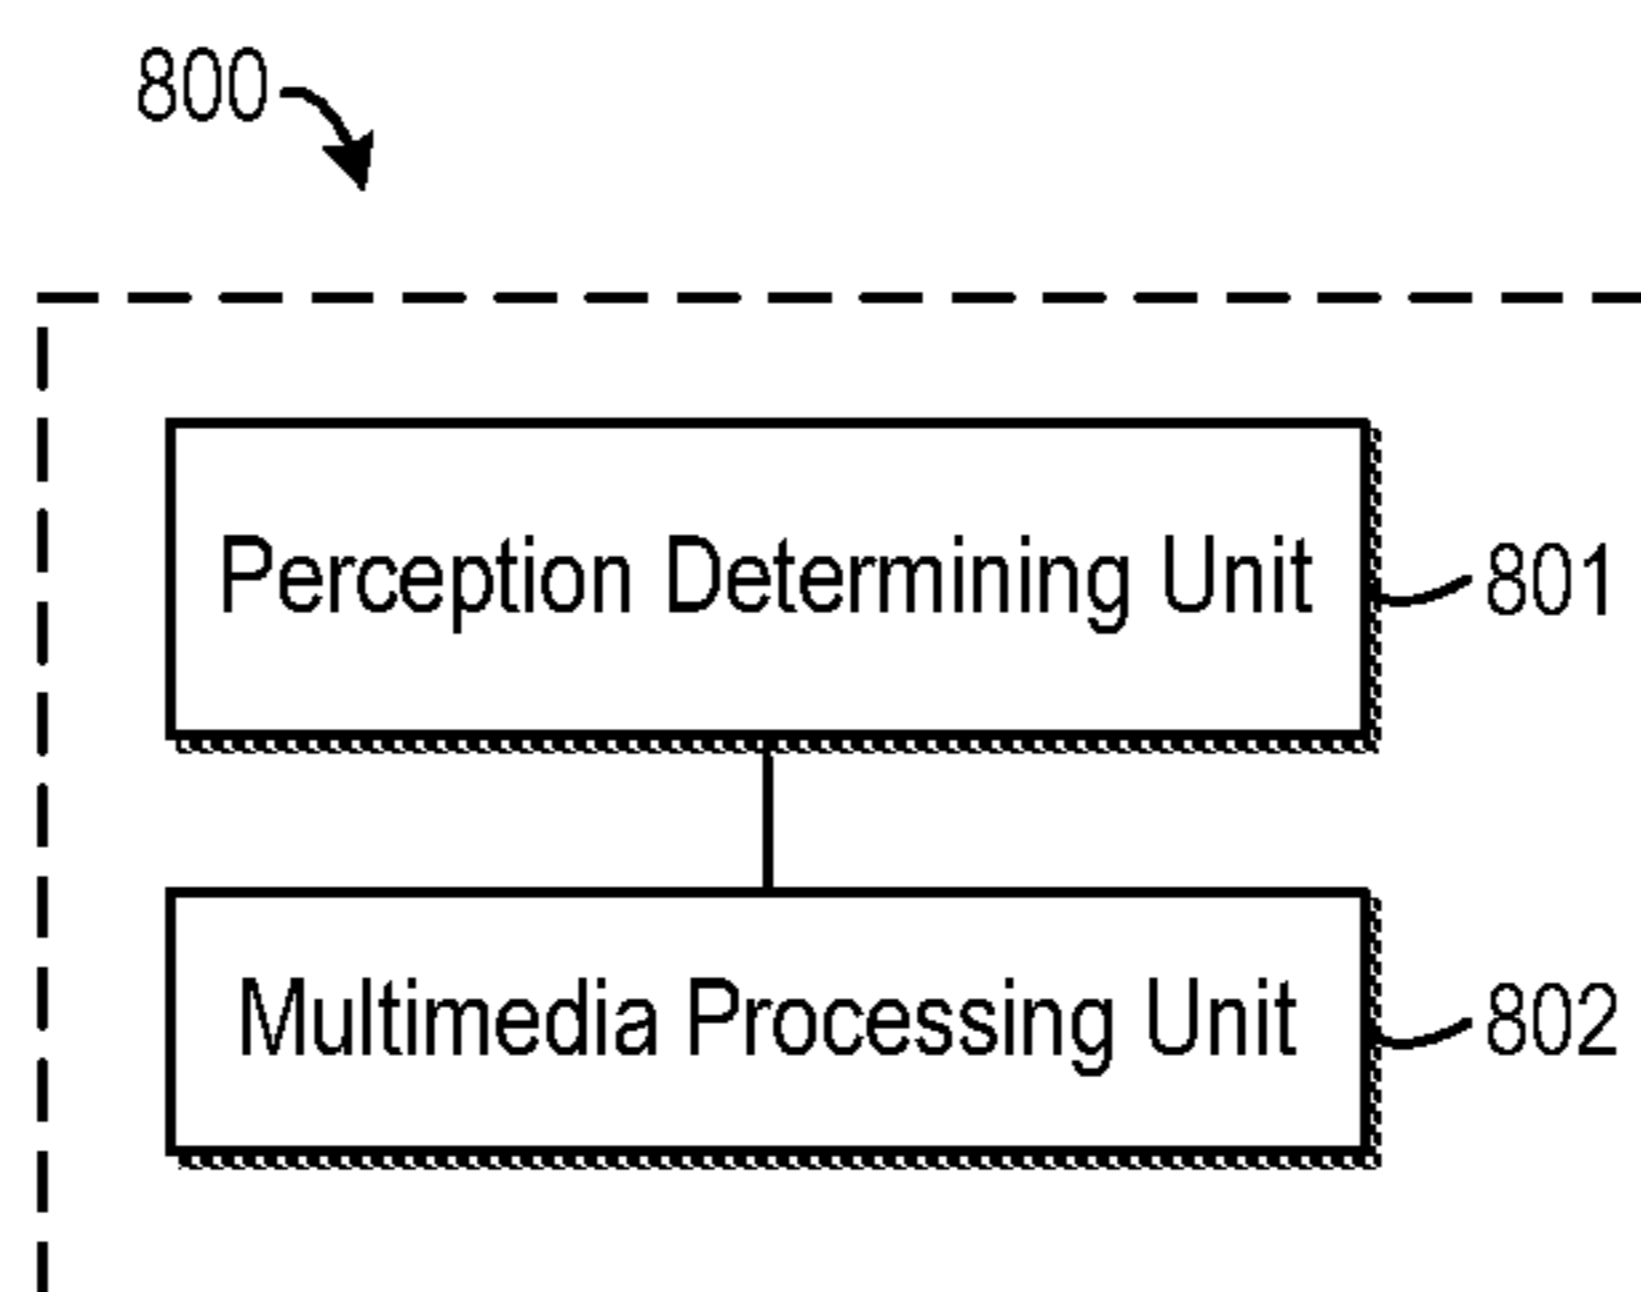 800
Perception Determining Unit
801
Multimedia Processing Unit
802